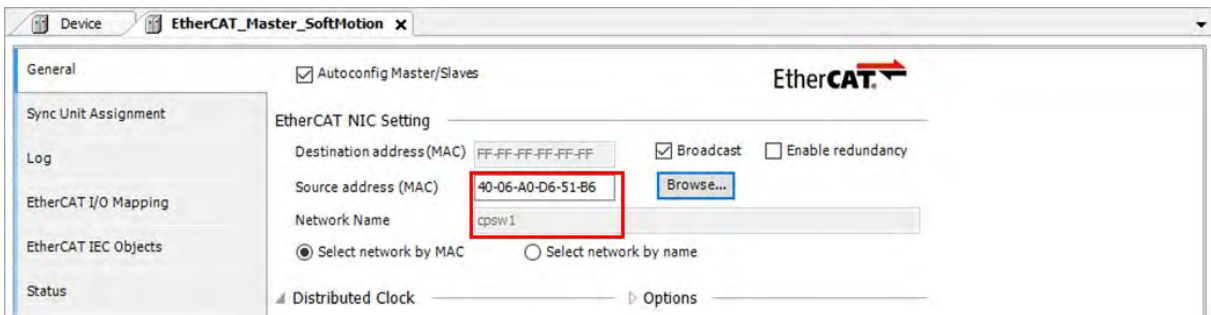 Device
EtherCAT_Master_SoftMotion x
General
Sync Unit Assignment
Log
EtherCAT I/O Mapping
EtherCAT IEC Objects
Status
Autoconfig Master/Slaves
EtherCAT.
EtherCAT NIC Setting
Destination address(MAC) FF-FF-FF-FF-FF-FF Broadcast Enable redundancy
Source address (MAC) 40-06-A0-D6-51-B6 Browse...
Network Name cpsw1
Select network by MAC Select network by name
Distributed Clock Options